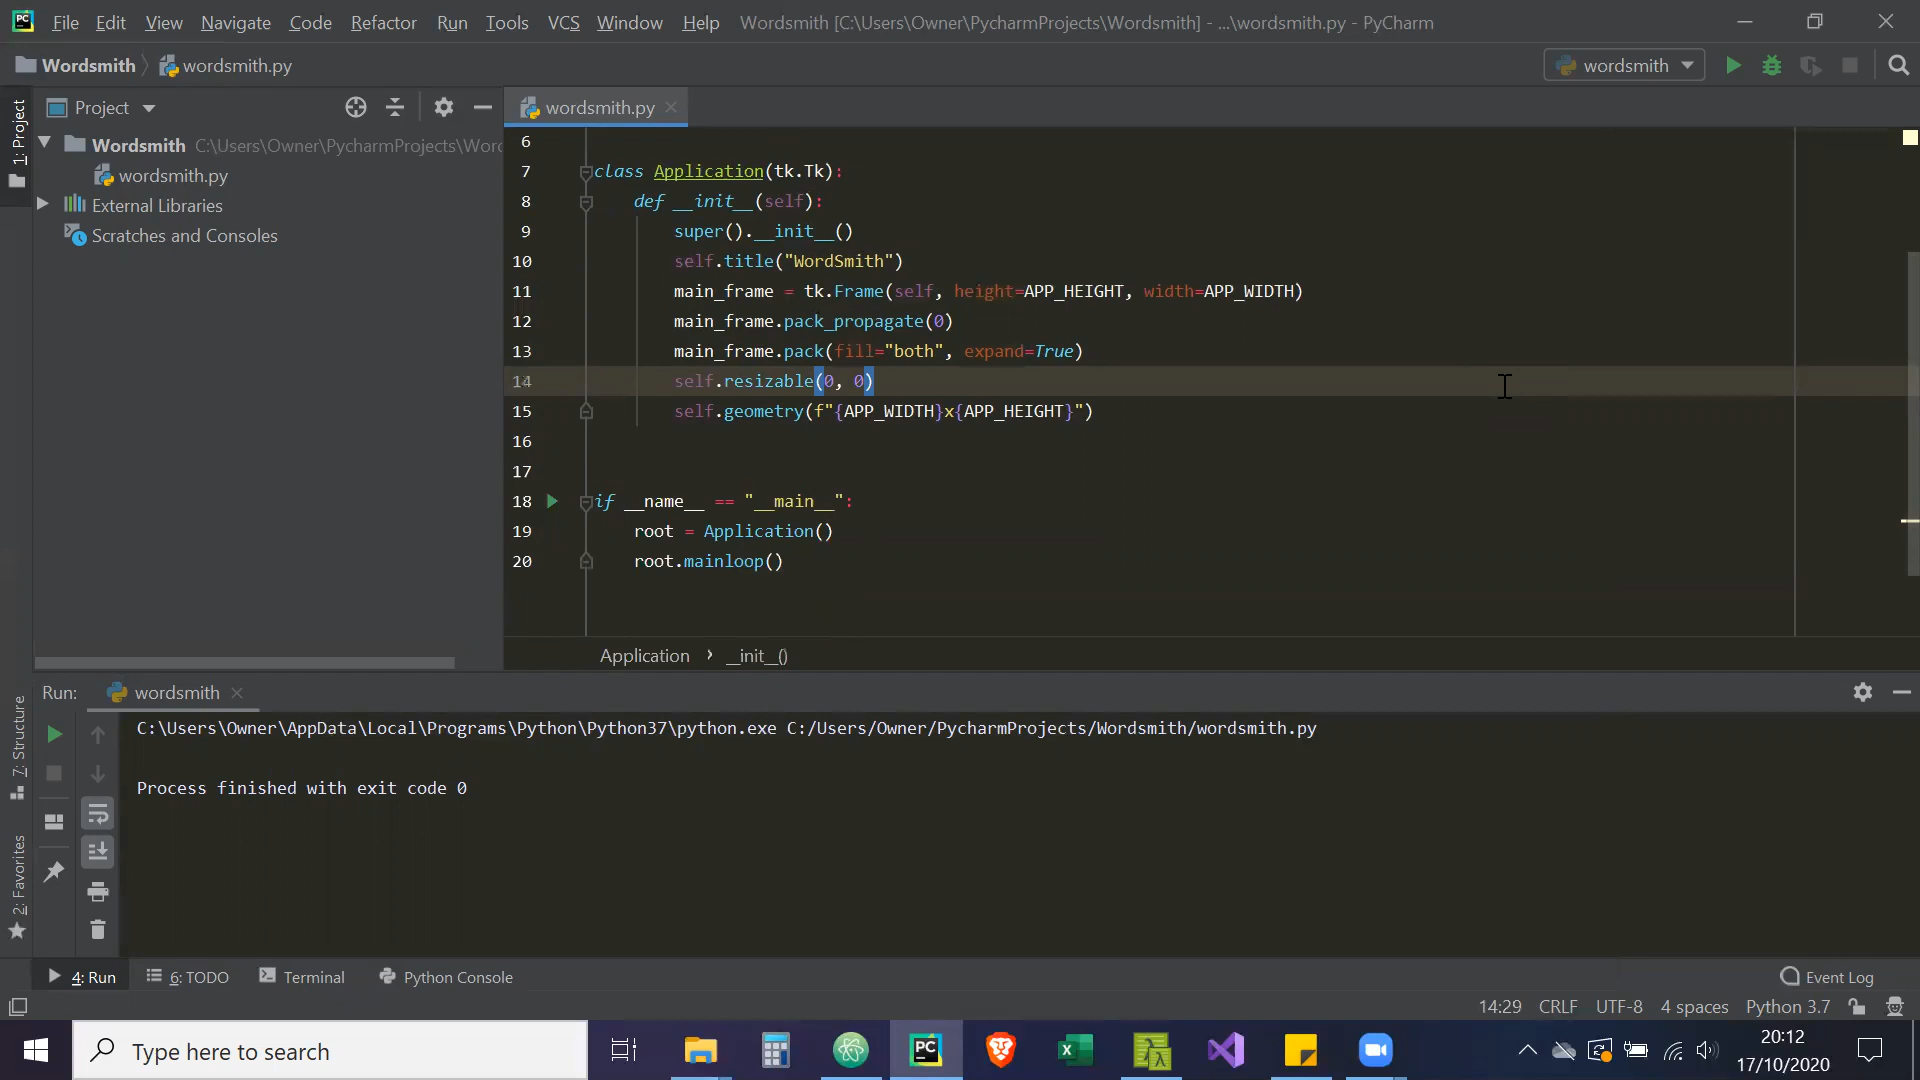 File Edit View Navigate Code Refactor Run Tools VCS Window Help Wordsmith [C:\Users\Owner\PycharmProjects\Wordsmith] - ...\wordsmith.py - PyCharm
Wordsmith wordsmith.py wordsmith
1: Project
Project
wordsmith.py
Wordsmith C:\Users\Owner\PycharmProjects\Wor
wordsmith.py
External Libraries
Scratches and Consoles
6
7 class Application(tk.Tk):
8 def __init__(self):
9 super().__init__()
10 self.title("WordSmith")
11 main_frame = tk.Frame(self, height=APP_HEIGHT, width=APP_WIDTH)
12 main_frame.pack_propagate(0)
13 main_frame.pack(fill="both", expand=True)
14 self.resizable(0, 0)
15 self.geometry(f"{APP_WIDTH}x{APP_HEIGHT}")
16
17
18 if __name__ == "__main__":
19 root = Application()
20 root.mainloop()
Application › __init__()
Run: wordsmith
7: Structure
2: Favorites
C:\Users\Owner\AppData\Local\Programs\Python\Python37\python.exe C:/Users/Owner/PycharmProjects/Wordsmith/wordsmith.py
Process finished with exit code 0
4: Run 6: TODO Terminal Python Console Event Log
14:29 CRLF UTF-8 4 spaces Python 3.7
Type here to search
PC
20:12
17/10/2020